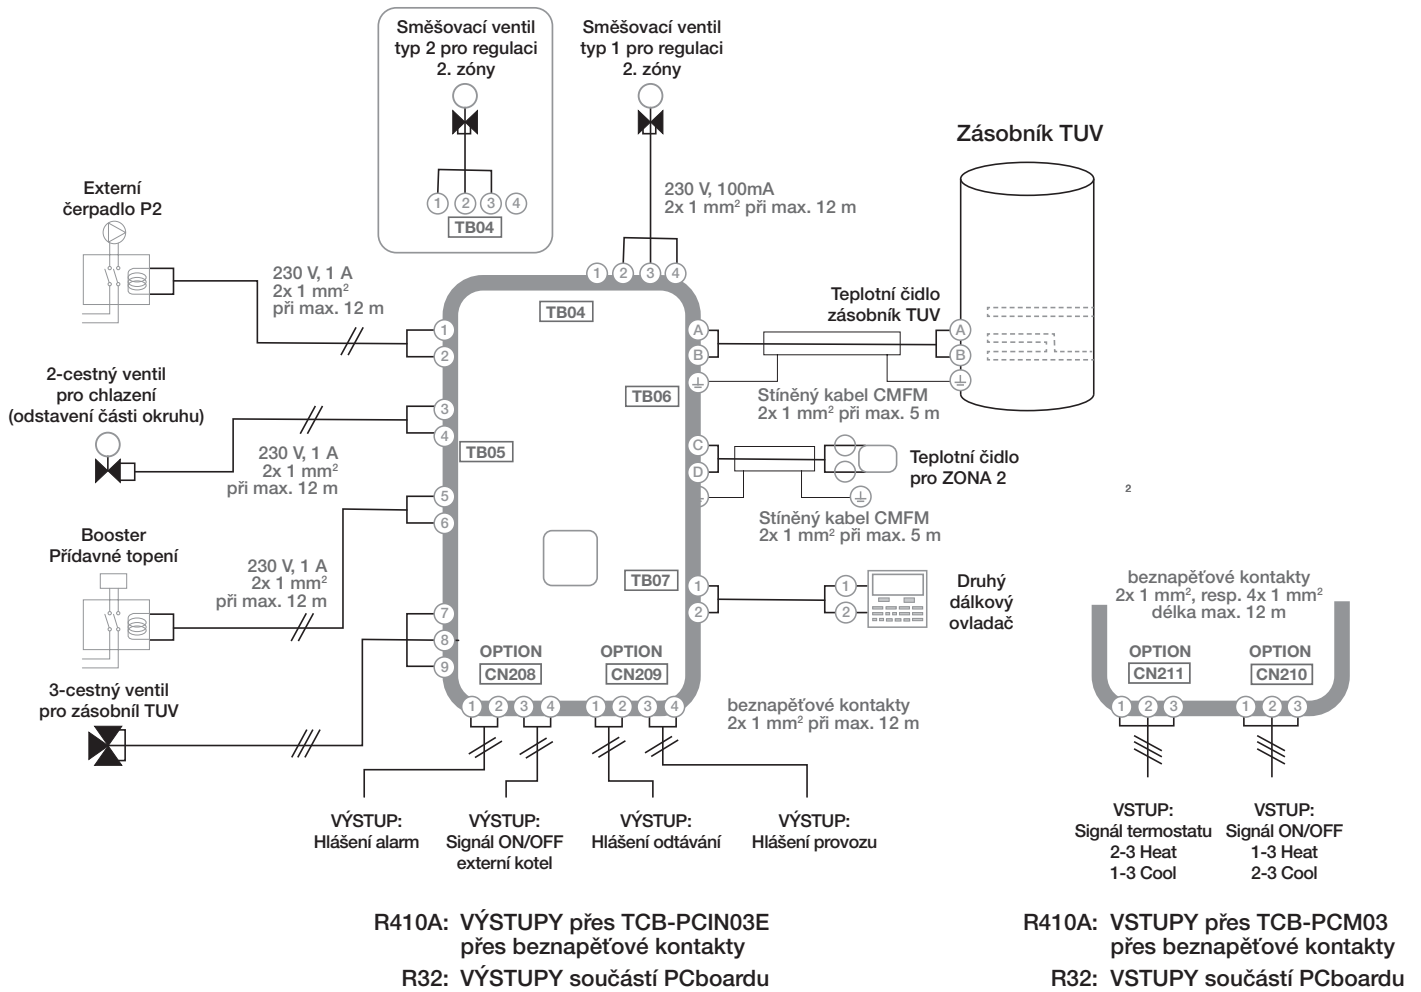 Směšovací ventil
typ 2 pro regulaci
2. zóny
1 2 3 4
TB04
Směšovací ventil
typ 1 pro regulaci
2. zóny
230 V, 100mA
2x 1 mm² při max. 12 m
1 2 3 4
TB04
Zásobník TUV
Externí
čerpadlo P2
230 V, 1 A
2x 1 mm²
při max. 12 m
1
2
2-cestný ventil
pro chlazení
(odstavení části okruhu)
230 V, 1 A
2x 1 mm²
při max. 12 m
3
4
TB05
5
6
Booster
Přídavné topení
230 V, 1 A
2x 1 mm²
při max. 12 m
7
8
9
3-cestný ventil
pro zásobníl TUV
Teplotní čidlo
zásobník TUV
A
B
A
B
TB06
Stíněný kabel CMFM
2x 1 mm² při max. 5 m
C
D
Teplotní čidlo
pro ZONA 2
Stíněný kabel CMFM
2x 1 mm² při max. 5 m
2
TB07
1
2
1
2
Druhý
dálkový
ovladač
OPTION
CN208
1 2 3 4
OPTION
CN209
1 2 3 4
beznapěťové kontakty
2x 1 mm² při max. 12 m
VÝSTUP:
Hlášení alarm
VÝSTUP:
Signál ON/OFF
externí kotel
VÝSTUP:
Hlášení odtávání
VÝSTUP:
Hlášení provozu
beznapěťové kontakty
2x 1 mm², resp. 4x 1 mm²
délka max. 12 m
OPTION
CN211
1 2 3
OPTION
CN210
1 2 3
VSTUP:
Signál termostatu
2-3 Heat
1-3 Cool
VSTUP:
Signál ON/OFF
1-3 Heat
2-3 Cool
R410A: VÝSTUPY přes TCB-PCIN03E
přes beznapěťové kontakty
R32: VÝSTUPY součástí PCboardu
R410A: VSTUPY přes TCB-PCM03
přes beznapěťové kontakty
R32: VSTUPY součástí PCboardu